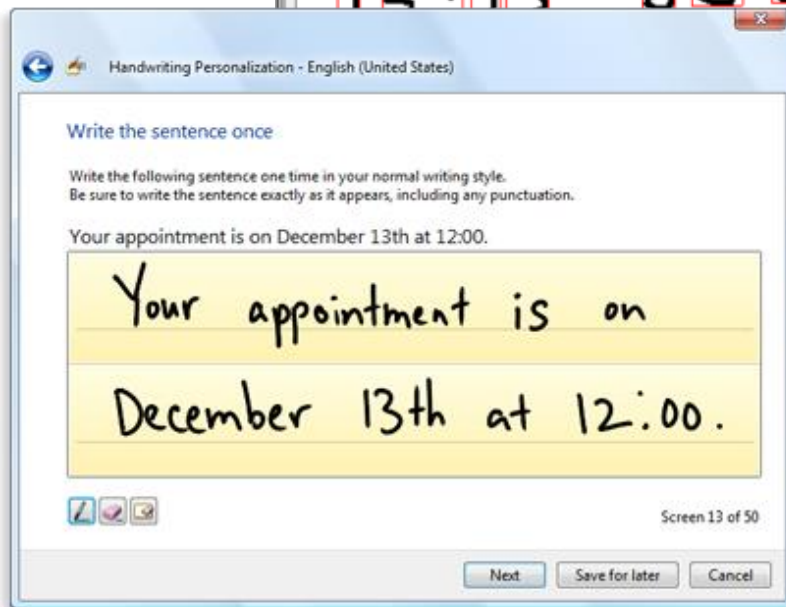 Handwriting Personalization - English (United States)
Write the sentence once
Write the following sentence one time in your normal writing style.
Be sure to write the sentence exactly as it appears, including any punctuation.
Your appointment is on December 13th at 12:00.
Your appointment is on
December 13th at 12:00.
Screen 13 of 50
Next Save for later Cancel